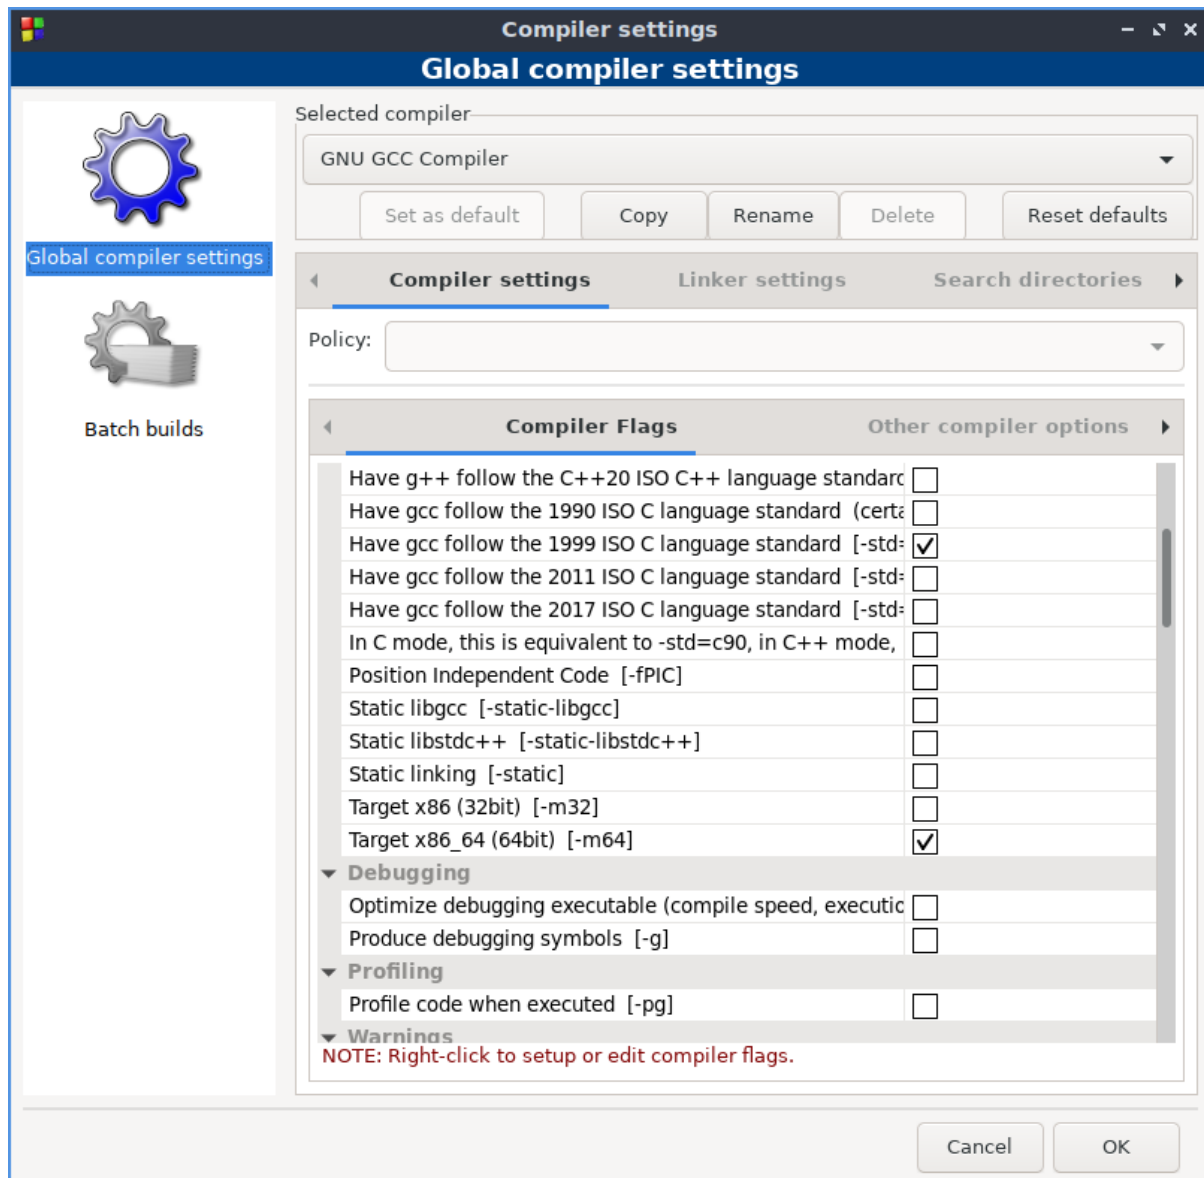 Compiler settings
Global compiler settings
Selected compiler
GNU GCC Compiler
Set as default Copy Rename Delete Reset defaults
Global compiler settings
Compiler settings Linker settings Search directories
Policy:
Batch builds
Compiler Flags Other compiler options
Have g++ follow the C++20 ISO C++ language standard
Have gcc follow the 1990 ISO C language standard (certa
Have gcc follow the 1999 ISO C language standard [-std=
Have gcc follow the 2011 ISO C language standard [-std=
Have gcc follow the 2017 ISO C language standard [-std=
In C mode, this is equivalent to -std=c90, in C++ mode,
Position Independent Code [-fPIC]
Static libgcc [-static-libgcc]
Static libstdc++ [-static-libstdc++]
Static linking [-static]
Target x86 (32bit) [-m32]
Target x86_64 (64bit) [-m64]
Debugging
Optimize debugging executable (compile speed, executio
Produce debugging symbols [-g]
Profiling
Profile code when executed [-pg]
Warnings
NOTE: Right-click to setup or edit compiler flags.
Cancel OK